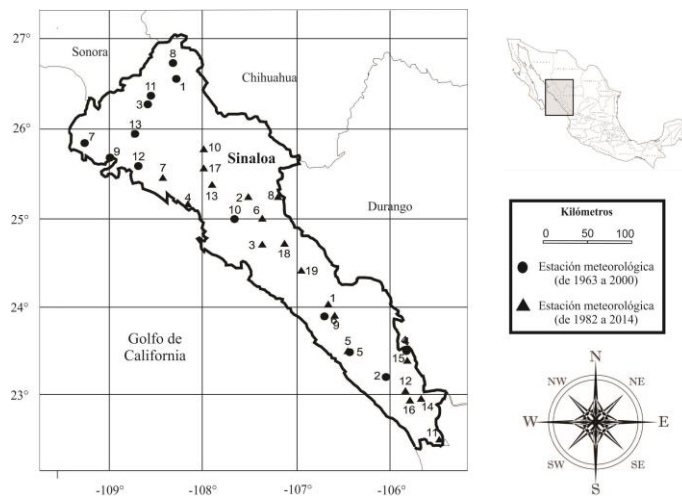 27°
26°
25°
24°
23°
-109°
-108°
-107°
-106°
Sonora
Chihuahua
Sinaloa
Durango
Golfo de
California
8
1
11
3
13
7
9
12
10
17
7
13
4
2
8
6
10
3
18
19
1
6
9
5
5
4
15
2
12
16
14
11
Kilómetros
0 50 100
Estación meteorológica
(de 1963 a 2000)
Estación meteorológica
(de 1982 a 2014)
N
NW
NE
W
E
SW
SE
S